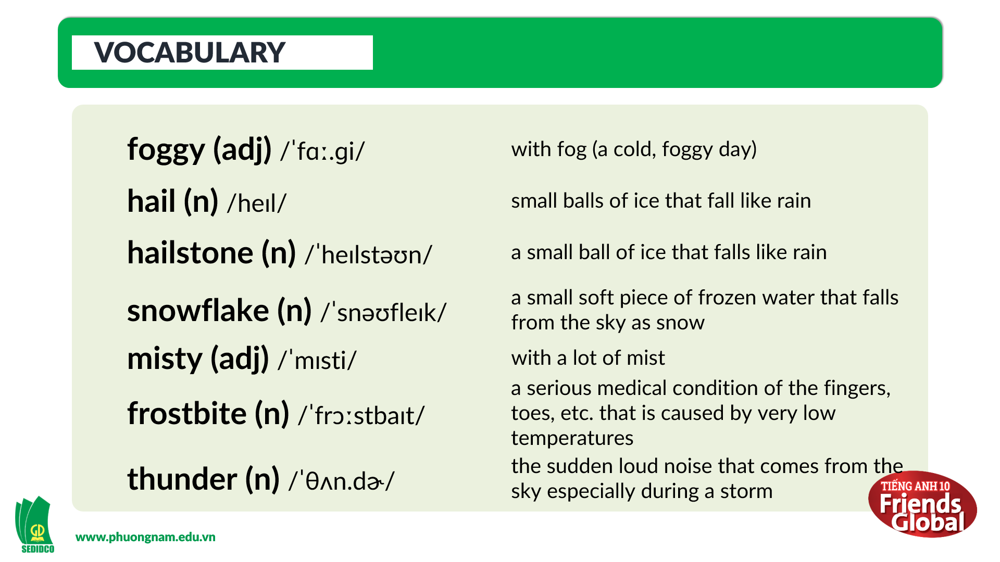 VOCABULARY
foggy (adj) /ˈfɑː.gi/
with fog (a cold, foggy day)
hail (n) /heɪl/
small balls of ice that fall like rain
hailstone (n) /ˈheɪlstəʊn/
a small ball of ice that falls like rain
snowflake (n) /ˈsnəʊfleɪk/
a small soft piece of frozen water that falls
from the sky as snow
misty (adj) /ˈmɪsti/
with a lot of mist
frostbite (n) /ˈfrɔːstbaɪt/
a serious medical condition of the fingers,
toes, etc. that is caused by very low
temperatures
thunder (n) /ˈθʌn.dɚ/
the sudden loud noise that comes from the
sky especially during a storm
TIẾNG ANH 10
Friends
Global
GD
SEDIDCO
www.phuongnam.edu.vn